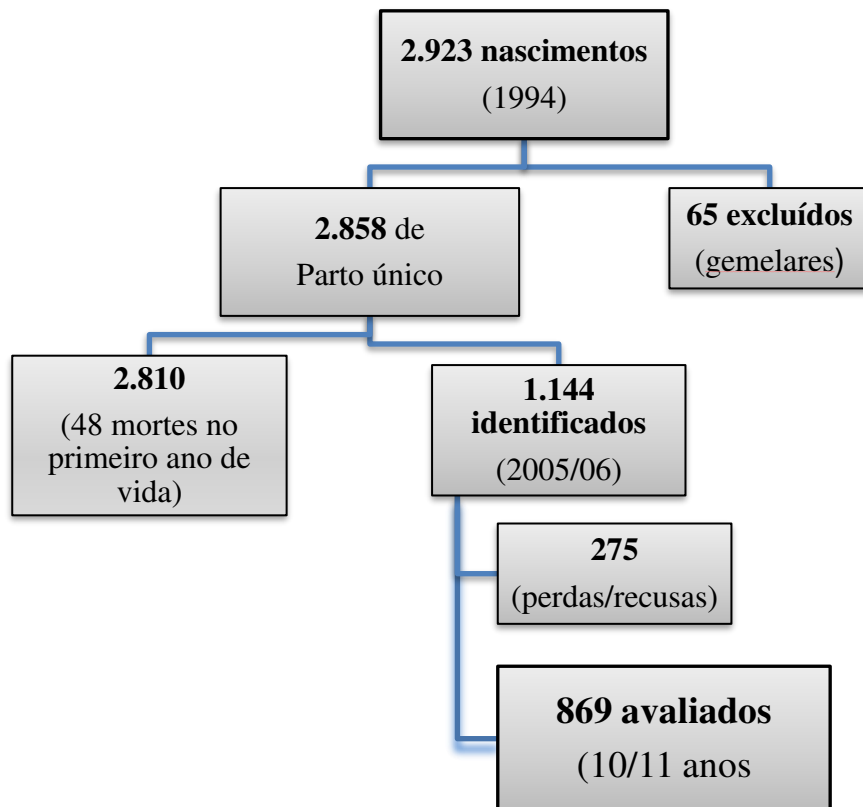 2.923 nascimentos
(1994)
2.858 de
Parto único
65 excluídos
(gemelares)
2.810
(48 mortes no
primeiro ano de
vida)
1.144
identificados
(2005/06)
275
(perdas/recusas)
869 avaliados
(10/11 anos